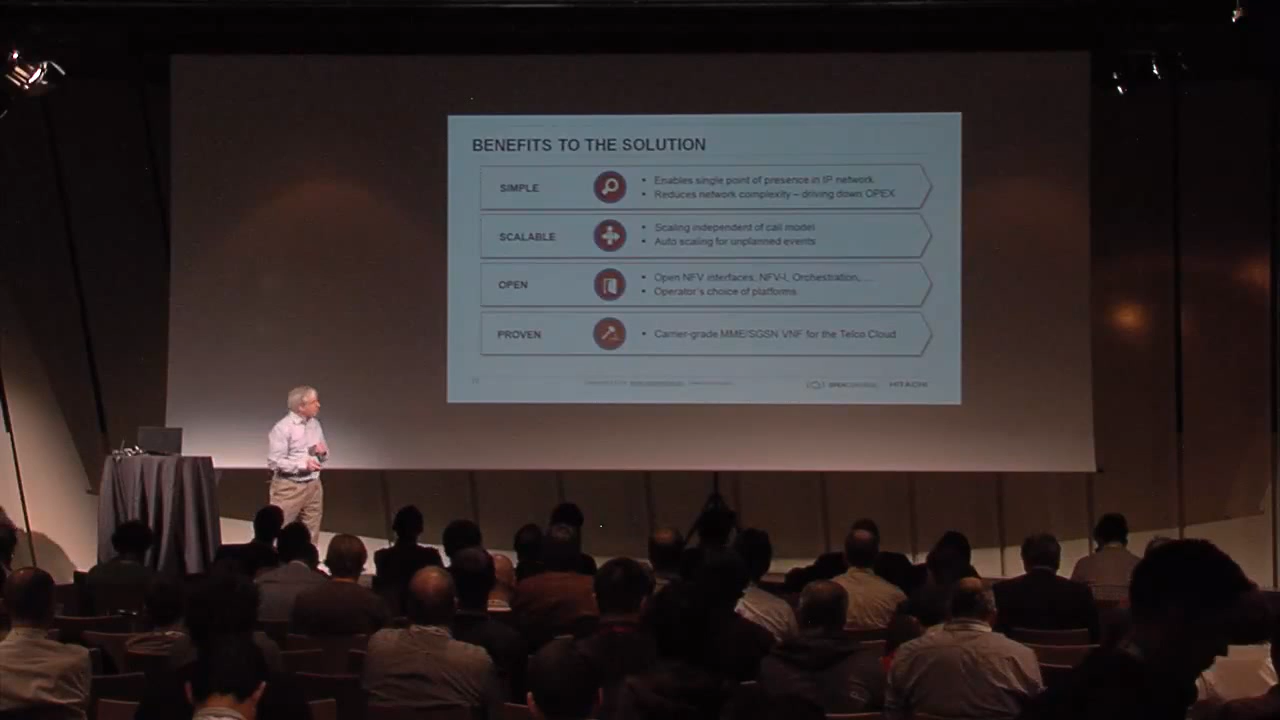 BENEFITS TO THE SOLUTION
SIMPLE
• Enables single point of presence in IP network
• Reduces network complexity – driving down OPEX
SCALABLE
• Scaling independent of call model
• Auto scaling for unplanned events
OPEN
• Open NFV interfaces, NFV-I, Orchestration, ...
• Operator's choice of platforms
PROVEN
• Carrier-grade MME/SGSN VNF for the Telco Cloud
HITACHI